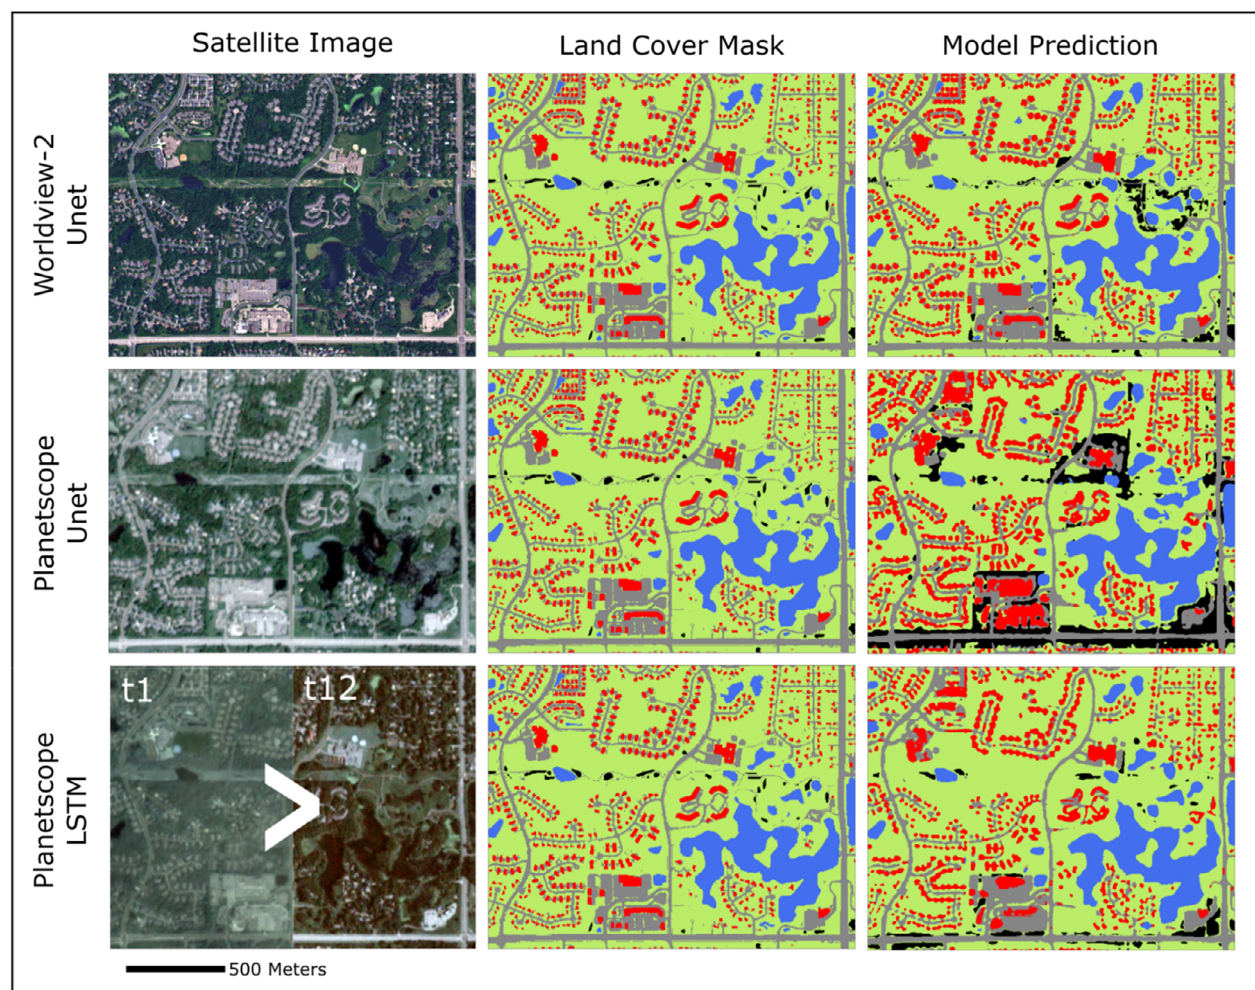 Satellite Image
Land Cover Mask
Model Prediction
Worldview-2
Unet
Planetscope
Unet
Planetscope
LSTM
t1
t12
500 Meters